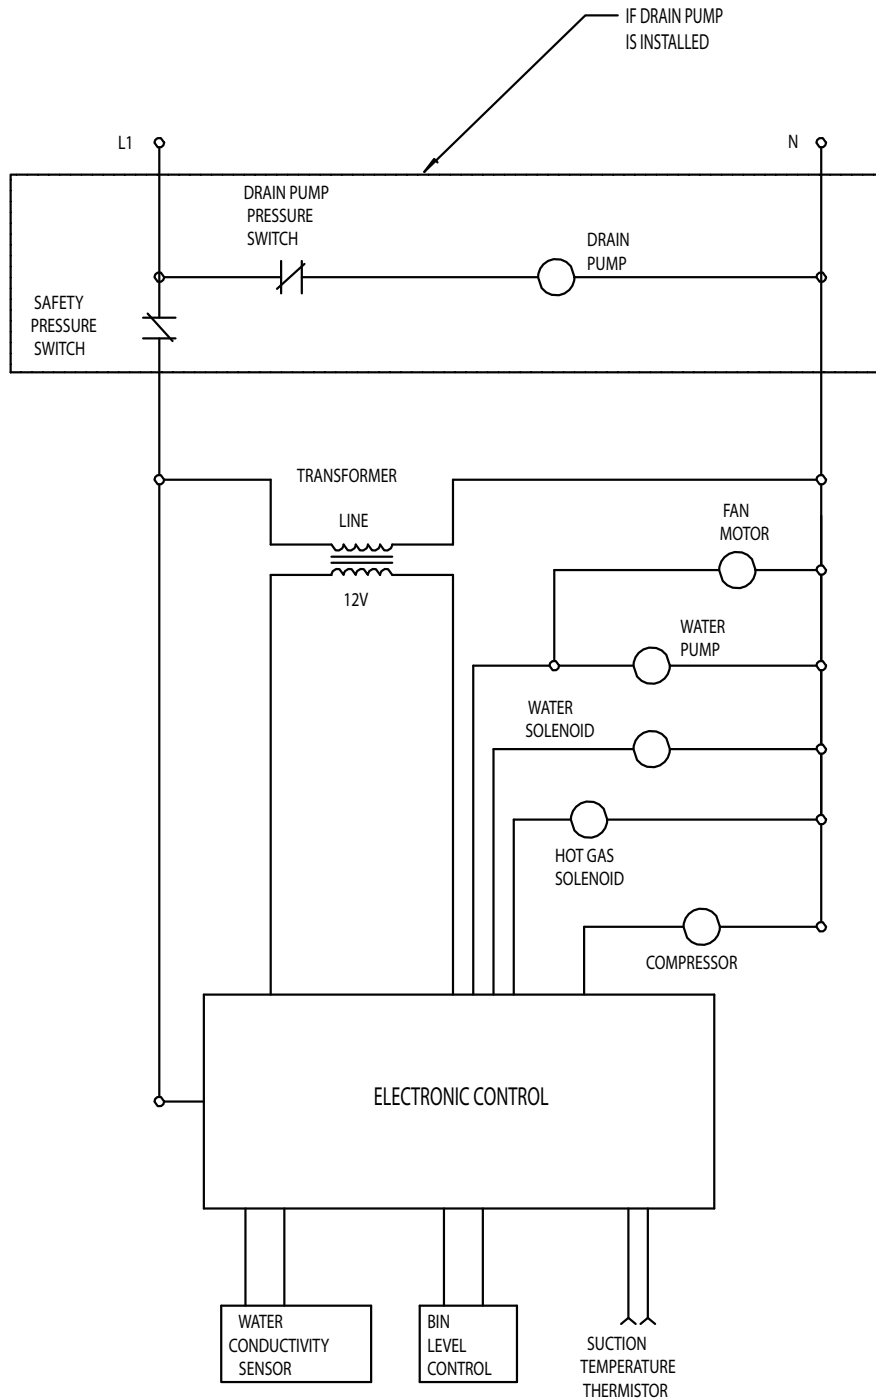 IF DRAIN PUMP
IS INSTALLED
L1
N
DRAIN PUMP
PRESSURE
SWITCH
DRAIN
PUMP
SAFETY
PRESSURE
SWITCH
TRANSFORMER
LINE
12V
FAN
MOTOR
WATER
PUMP
WATER
SOLENOID
HOT GAS
SOLENOID
COMPRESSOR
ELECTRONIC CONTROL
WATER
CONDUCTIVITY
SENSOR
BIN
LEVEL
CONTROL
SUCTION
TEMPERATURE
THERMISTOR